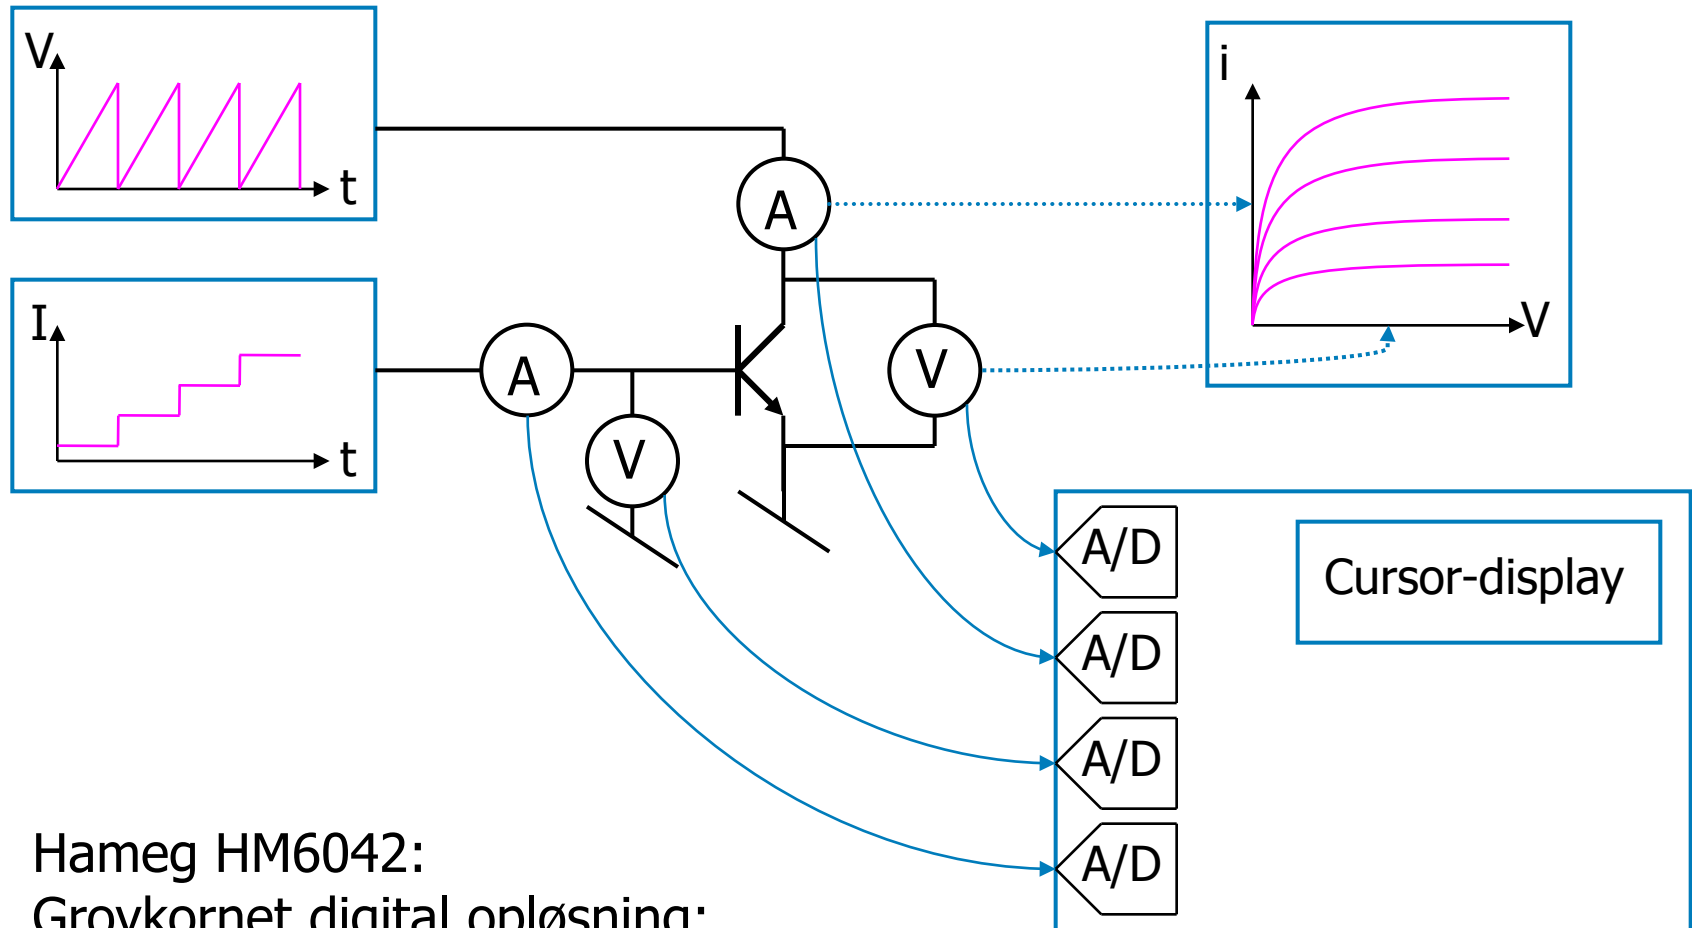 V
t
I
t
A
A
V
V
i
V
A/D
A/D
A/D
A/D
Cursor-display
Hameg HM6042:
Grovkornet digital opløsning: